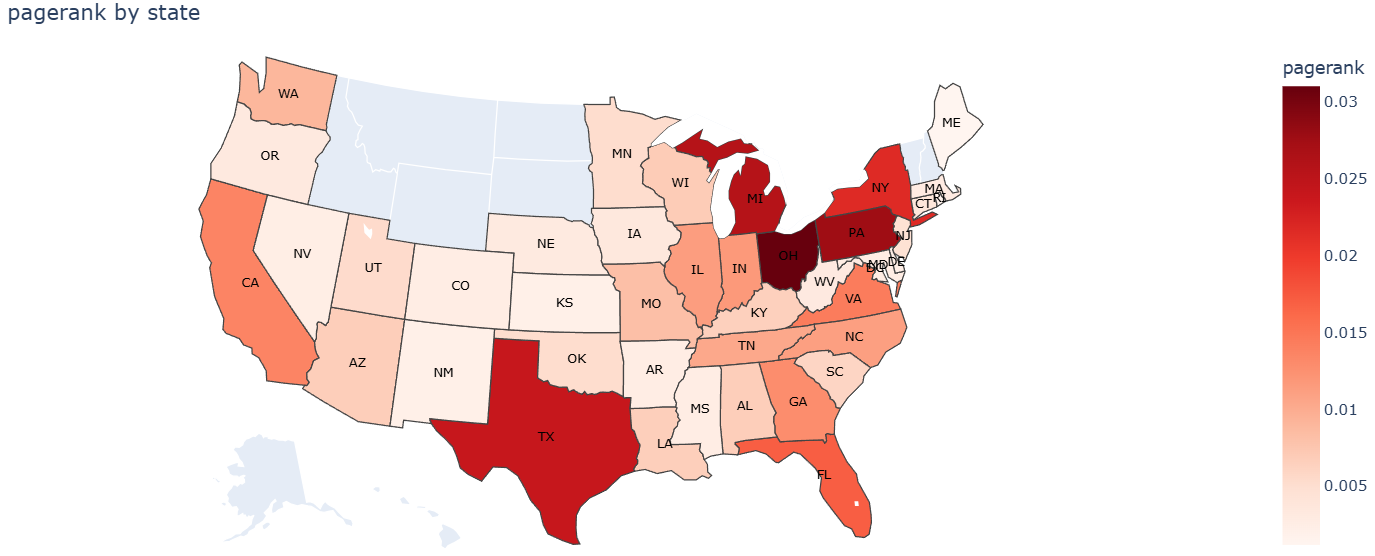 pagerank by state
pagerank
0.03
0.025
0.02
0.015
0.01
0.005
WA
ME
OR
MN
WI
NY
MA
RI
CT
MI
IA
PA
NJ
NE
NV
UT
CO
CA
IL
IN
OH
DE
MD
DC
WV
VA
KS
MO
KY
NC
TN
AZ
NM
OK
AR
SC
MS
AL
GA
TX
LA
FL